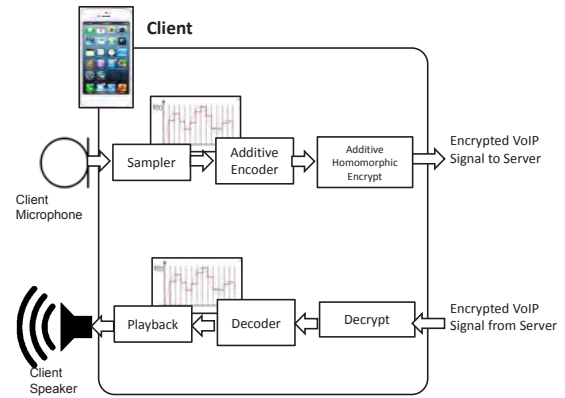 Client
Sampler
Additive
Encoder
Additive
Homomorphic
Encrypt
Encrypted VoIP
Signal to Server
Client
Microphone
Playback
Decoder
Decrypt
Encrypted VoIP
Signal from Server
Client
Speaker